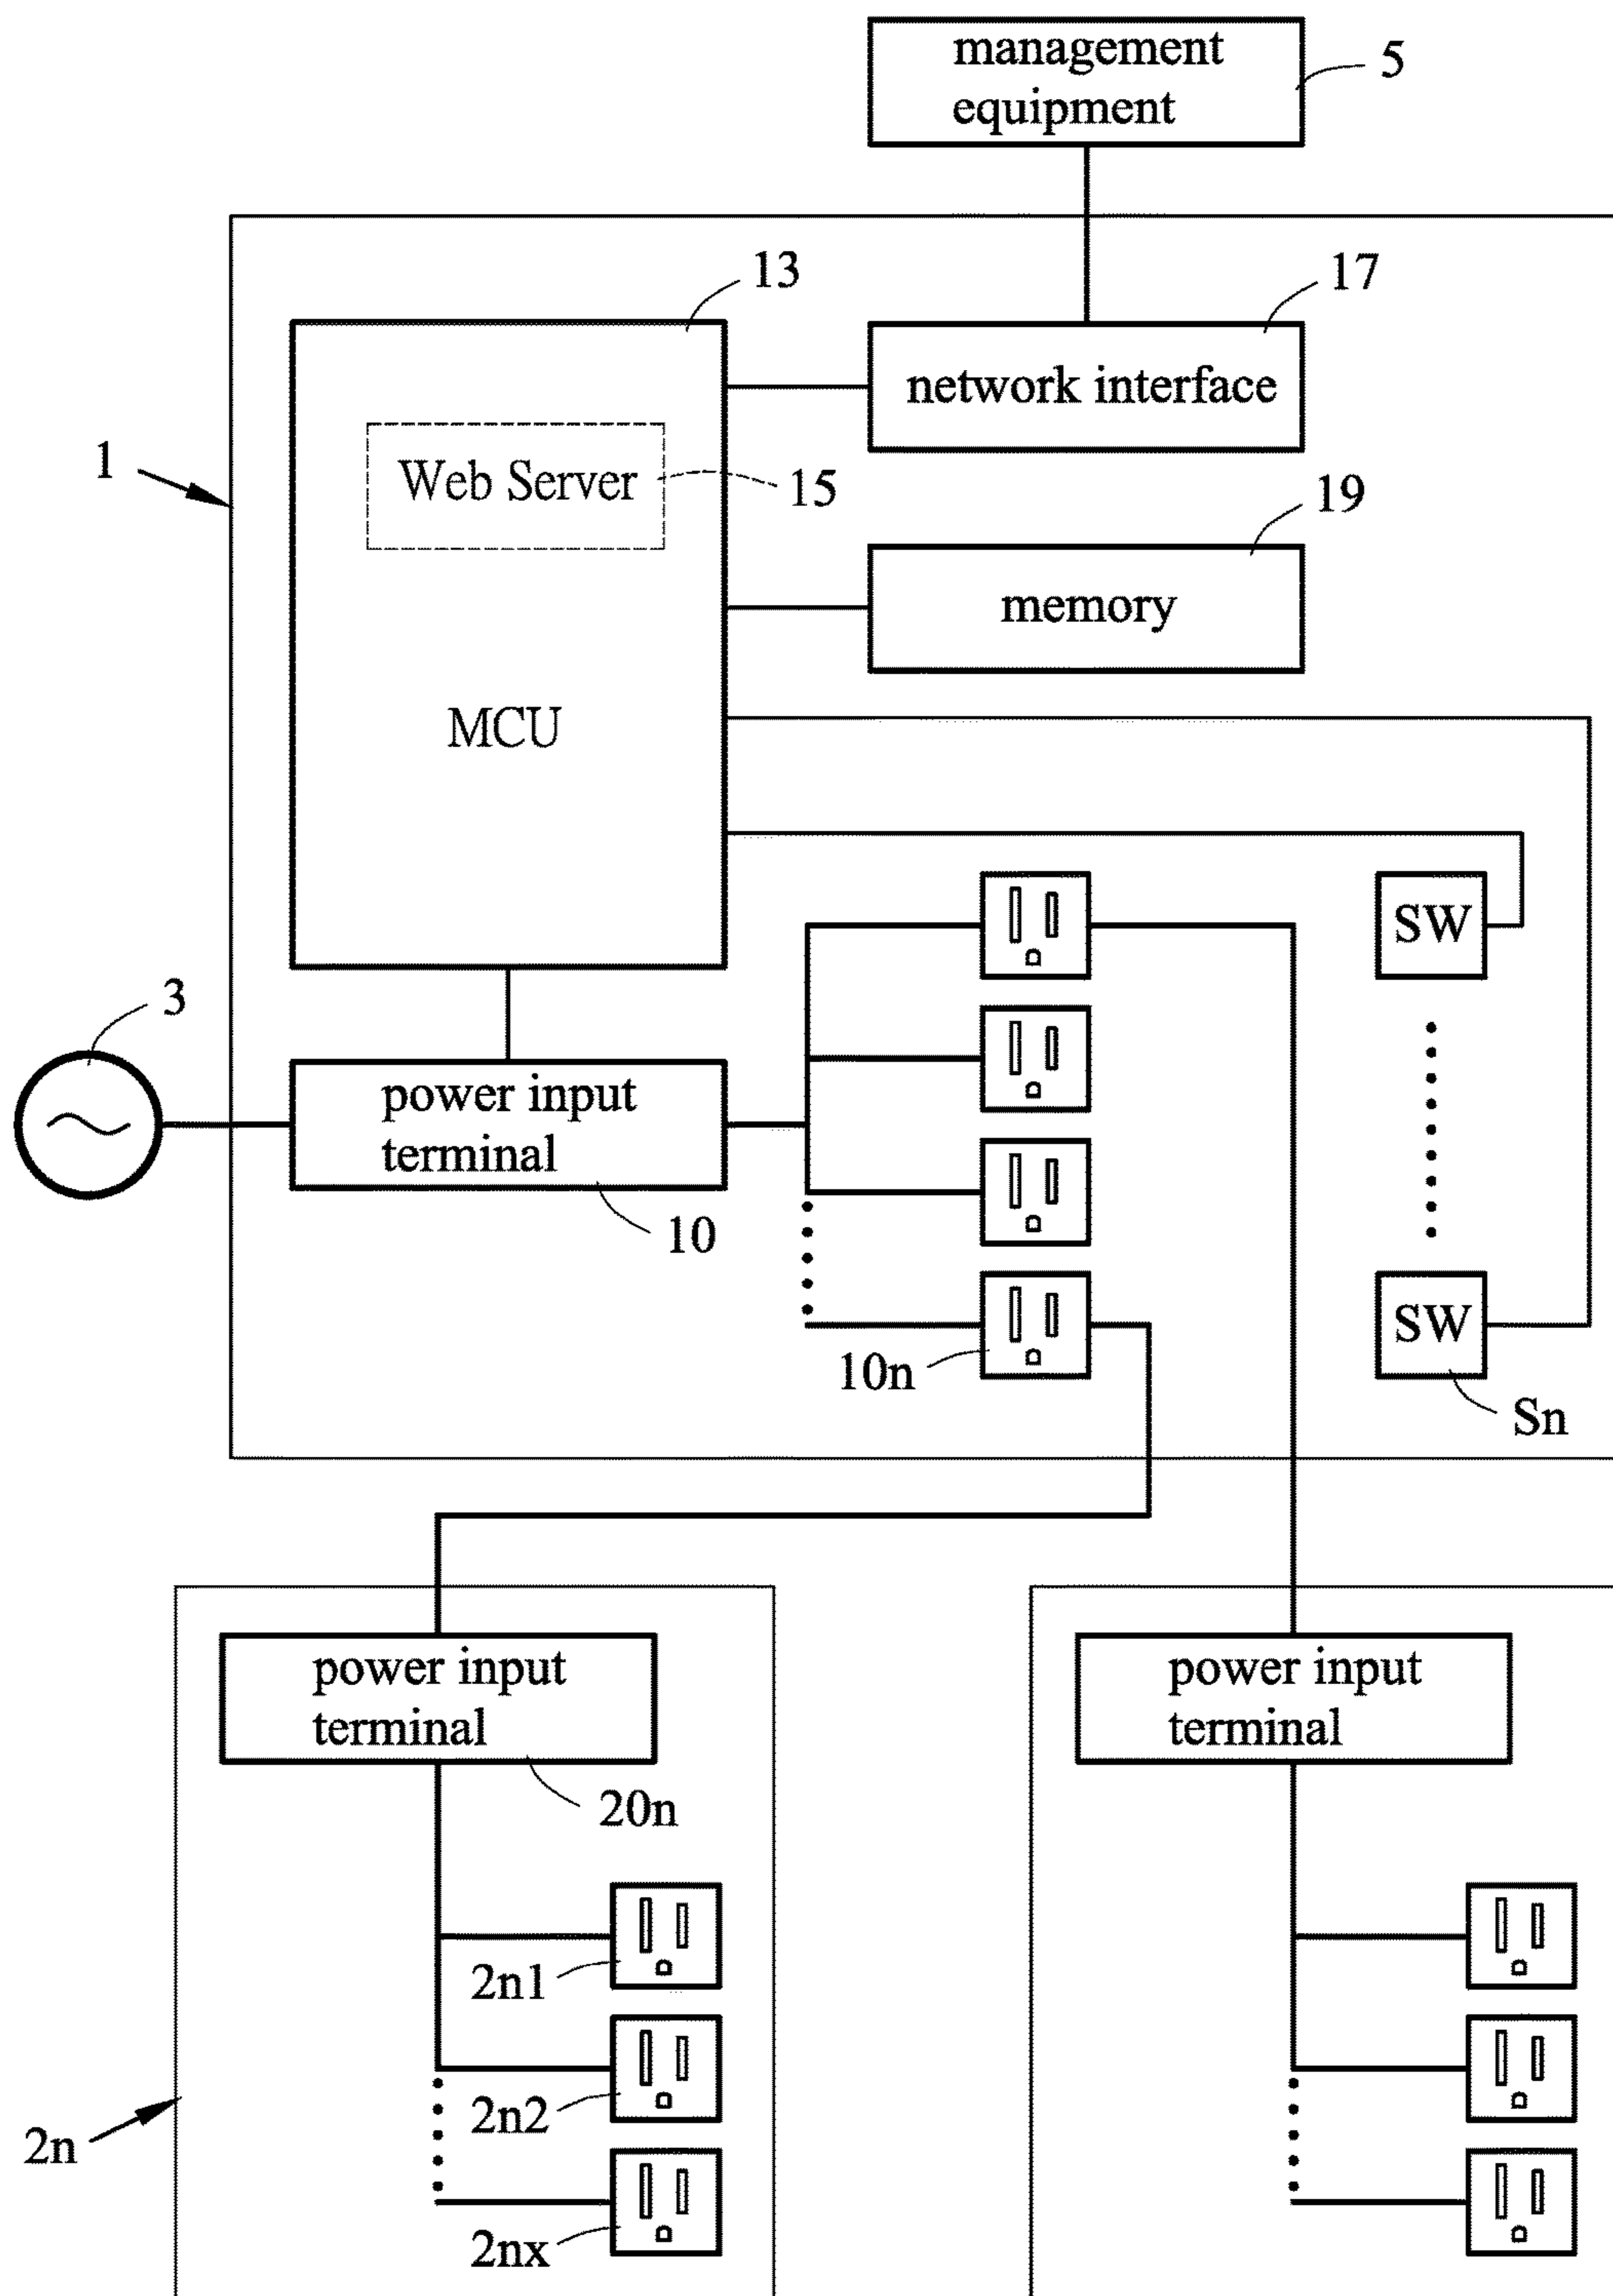 management
equipment
5
13
17
network interface
1
Web Server
15
19
memory
MCU
SW
3
power input
terminal
10
SW
10n
Sn
power input
terminal
power input
terminal
20n
2n1
2n2
2n
2nx